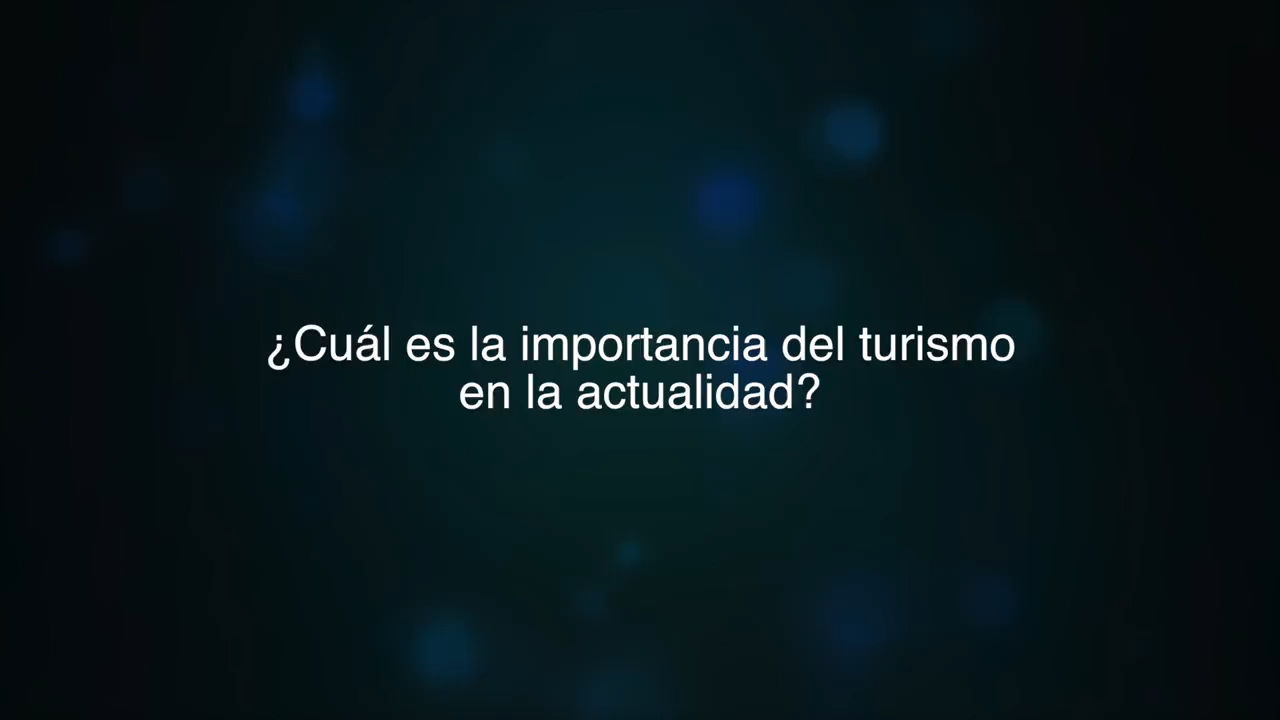 ¿Cuál es la importancia del turismo
en la actualidad?